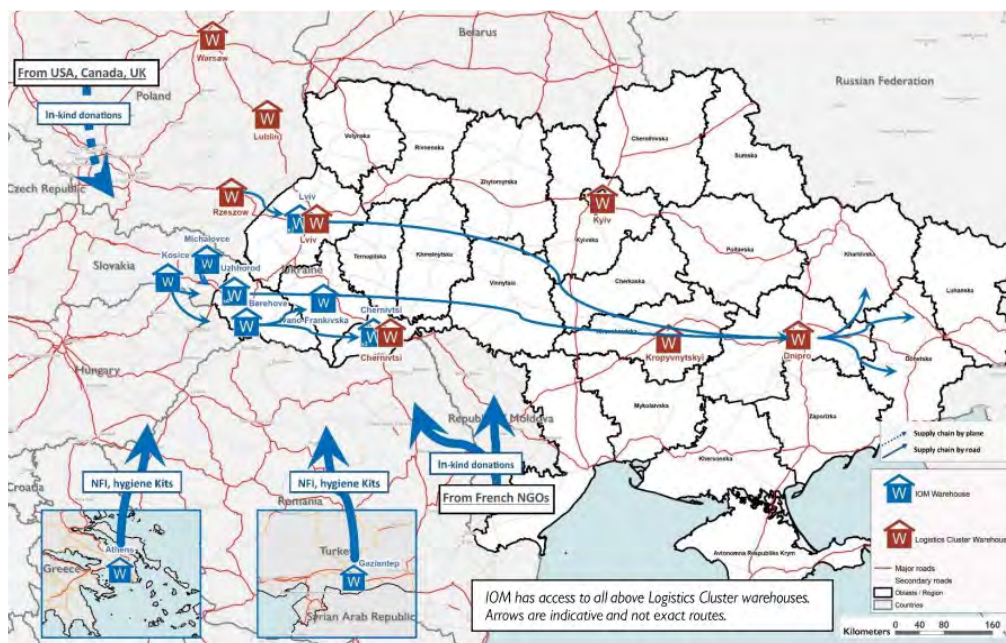 Belarus
Warsaw
From USA, Canada, UK
Poland
Russian Federation
In-kind donations
Lublin
Volynska
Rivnenska
Chernihivska
Sumska
Zhytomyrska
Czech Republic
Rzeszow
Lviv
Lviv
Kyiv
Kyivska
Poltavska
Kharkivska
Michalovce
Slovakia
Kosice
Uzhhorod
Ukraine
Ternopilska
Khmelnytska
Vinnytska
Cherkaska
Luhanska
Berehove
Ivano-Frankivska
Chernivtsi
Chernivtsi
Kropyvnytskyi
Dnipro
Donetska
Hungary
Mykolaivska
Zaporizka
Republic of Moldova
Khersonska
Supply chain by plane
Supply chain by road
In-kind donations
NFI, hygiene Kits
NFI, hygiene Kits
From French NGOs
Croatia
Romania
IOM Warehouse
Logistics Cluster Warehouse
Athens
Greece
Turkey
Gaziantep
Syrian Arab Republic
Avtonomna Respublika Krym
Major roads
Secondary roads
Oblasts / Region
Countries
IOM has access to all above Logistics Cluster warehouses.
Arrows are indicative and not exact routes.
Kilometers
0 40 80 160